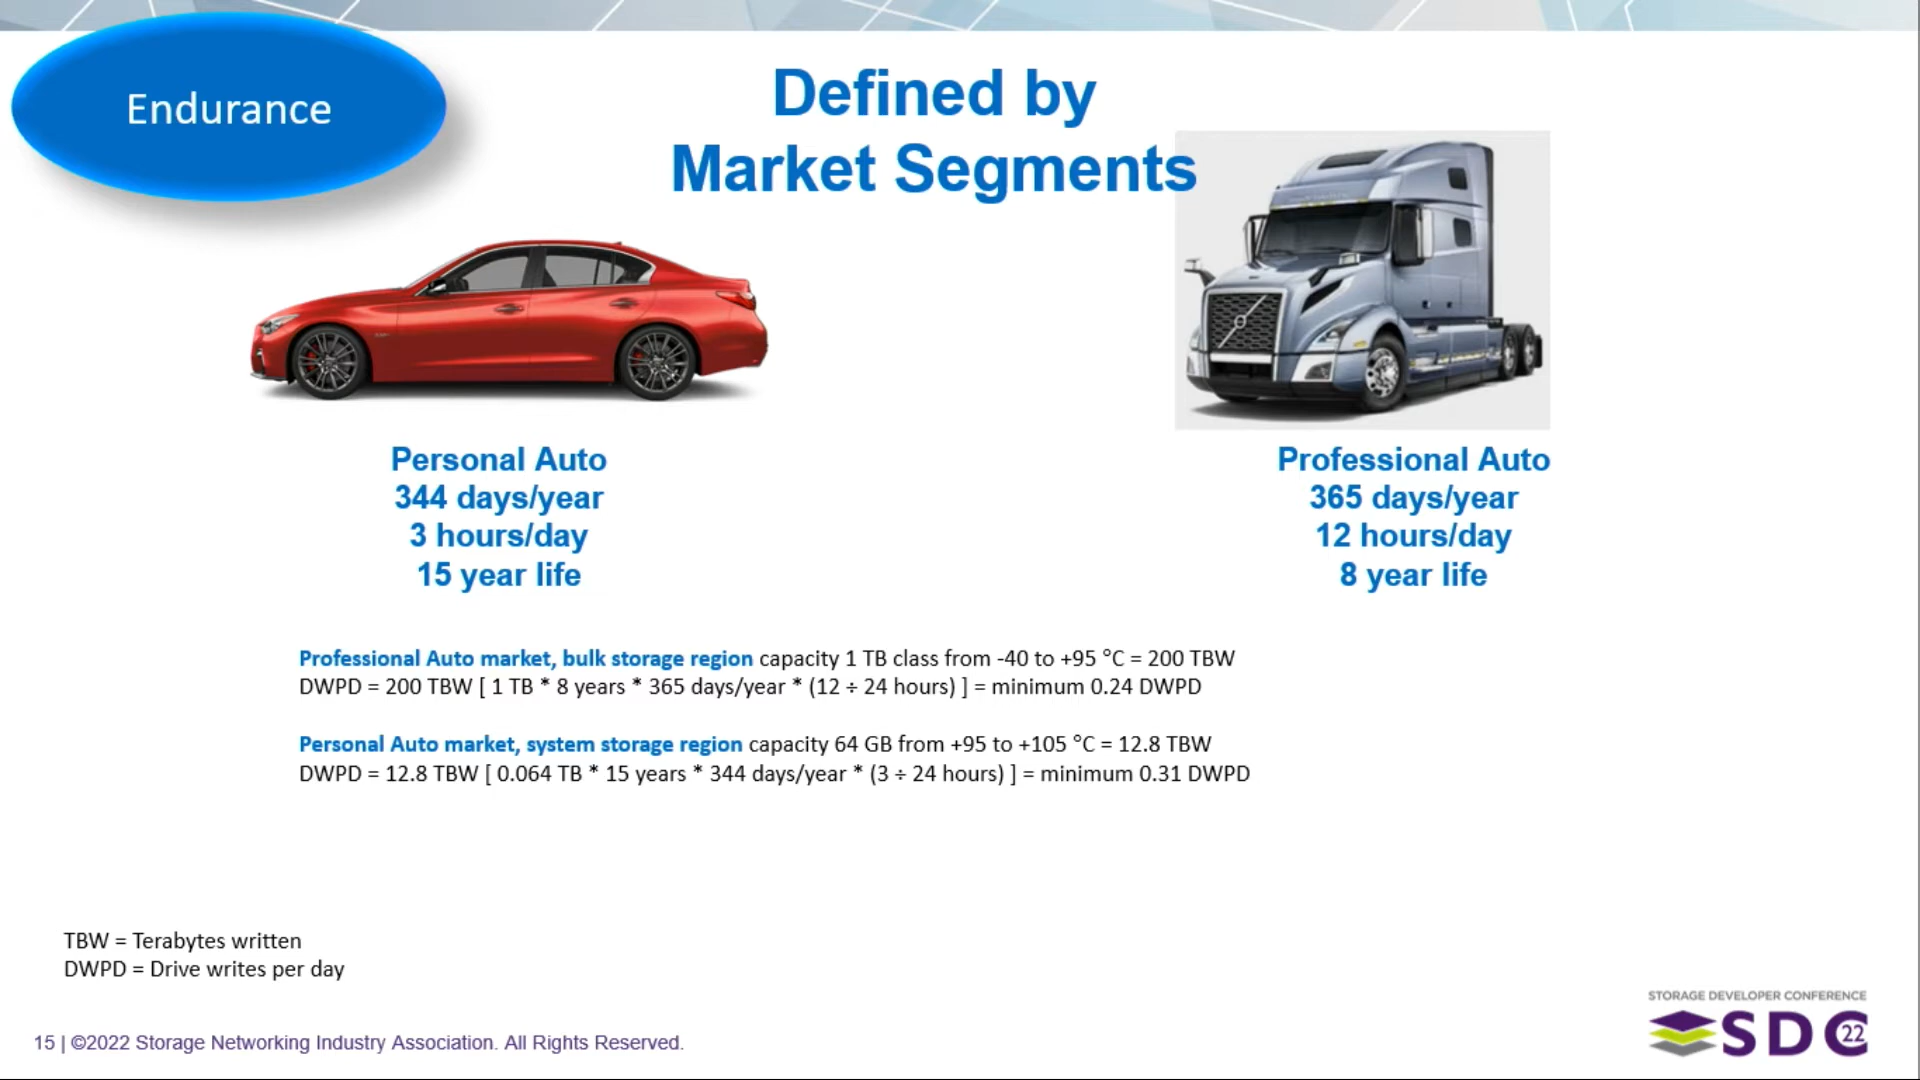 Endurance
Defined by
Market Segments
Personal Auto
344 days/year
3 hours/day
15 year life
Professional Auto
365 days/year
12 hours/day
8 year life
Professional Auto market, bulk storage region capacity 1 TB class from -40 to +95 °C = 200 TBW
DWPD = 200 TBW [ 1 TB * 8 years * 365 days/year * (12 ÷ 24 hours) ] = minimum 0.24 DWPD
Personal Auto market, system storage region capacity 64 GB from +95 to +105 °C = 12.8 TBW
DWPD = 12.8 TBW [ 0.064 TB * 15 years * 344 days/year * (3 ÷ 24 hours) ] = minimum 0.31 DWPD
TBW = Terabytes written
DWPD = Drive writes per day
15 | ©2022 Storage Networking Industry Association. All Rights Reserved.
STORAGE DEVELOPER CONFERENCE
SDC 22